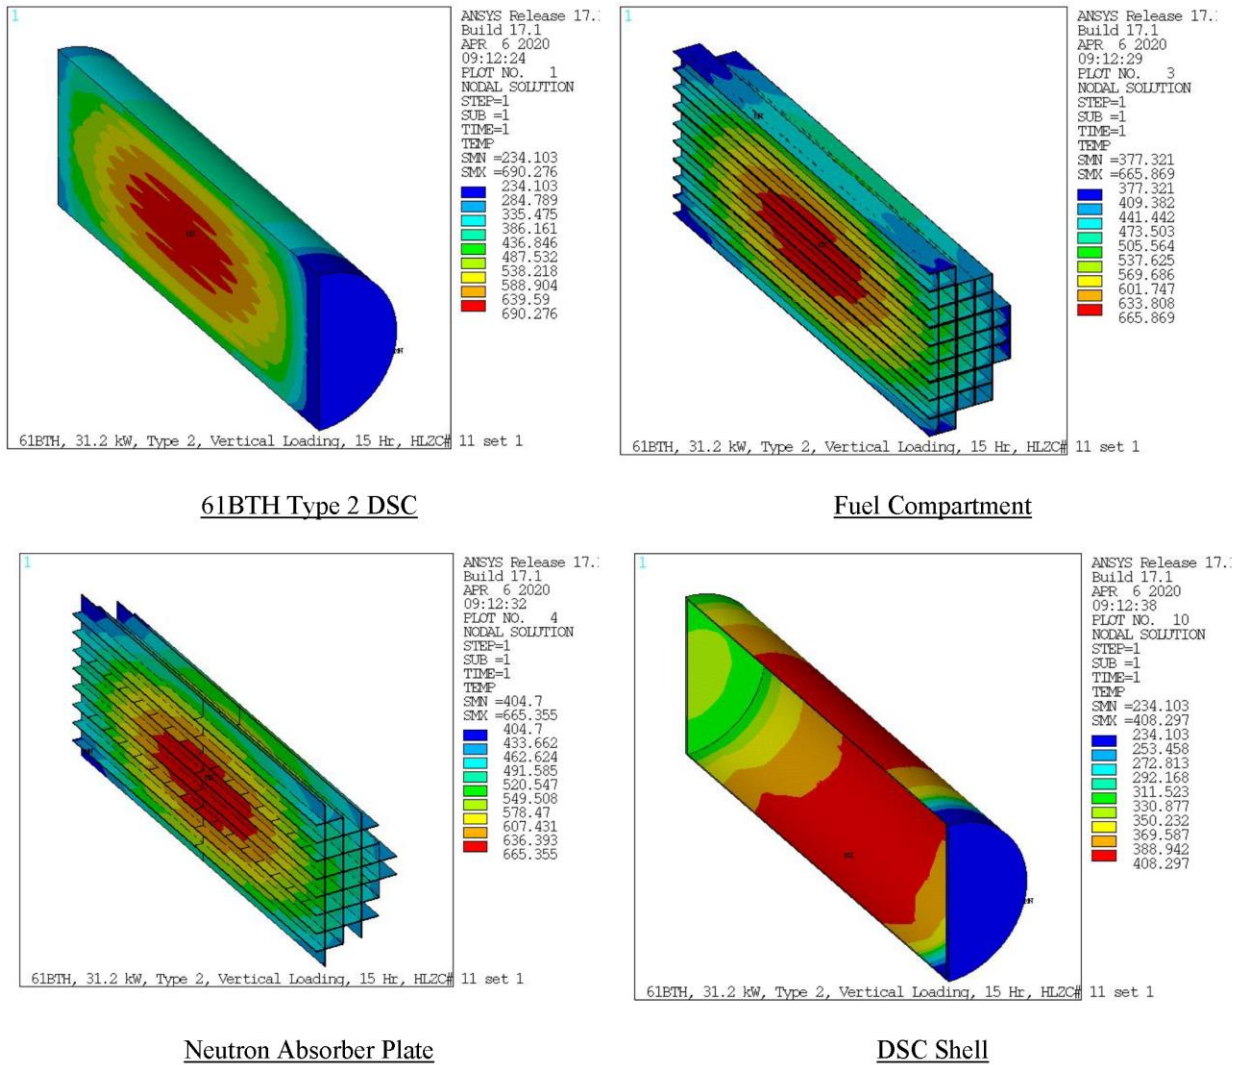 1
ANSYS Release 17.1
Build 17.1
APR 6 2020
09:12:24
PLOT NO. 1
NODAL SOLUTION
STEP=1
SUB =1
TIME=1
TEMP
SMN =234.103
SMX =690.276
234.103
284.789
335.475
386.161
436.846
487.532
538.218
588.904
639.59
690.276
MX
MN
61BTH, 31.2 kW, Type 2, Vertical Loading, 15 Hr, HLZC# 11 set 1
61BTH Type 2 DSC
1
ANSYS Release 17.1
Build 17.1
APR 6 2020
09:12:29
PLOT NO. 3
NODAL SOLUTION
STEP=1
SUB =1
TIME=1
TEMP
SMN =377.321
SMX =665.869
377.321
409.382
441.442
473.503
505.564
537.625
569.686
601.747
633.808
665.869
61BTH, 31.2 kW, Type 2, Vertical Loading, 15 Hr, HLZC# 11 set 1
Fuel Compartment
1
ANSYS Release 17.1
Build 17.1
APR 6 2020
09:12:32
PLOT NO. 4
NODAL SOLUTION
STEP=1
SUB =1
TIME=1
TEMP
SMN =404.7
SMX =665.355
404.7
433.662
462.624
491.585
520.547
549.508
578.47
607.431
636.393
665.355
61BTH, 31.2 kW, Type 2, Vertical Loading, 15 Hr, HLZC# 11 set 1
Neutron Absorber Plate
1
ANSYS Release 17.1
Build 17.1
APR 6 2020
09:12:38
PLOT NO. 10
NODAL SOLUTION
STEP=1
SUB =1
TIME=1
TEMP
SMN =234.103
SMX =408.297
234.103
253.458
272.813
292.168
311.523
330.877
350.232
369.587
388.942
408.297
MX
MN
61BTH, 31.2 kW, Type 2, Vertical Loading, 15 Hr, HLZC# 11 set 1
DSC Shell